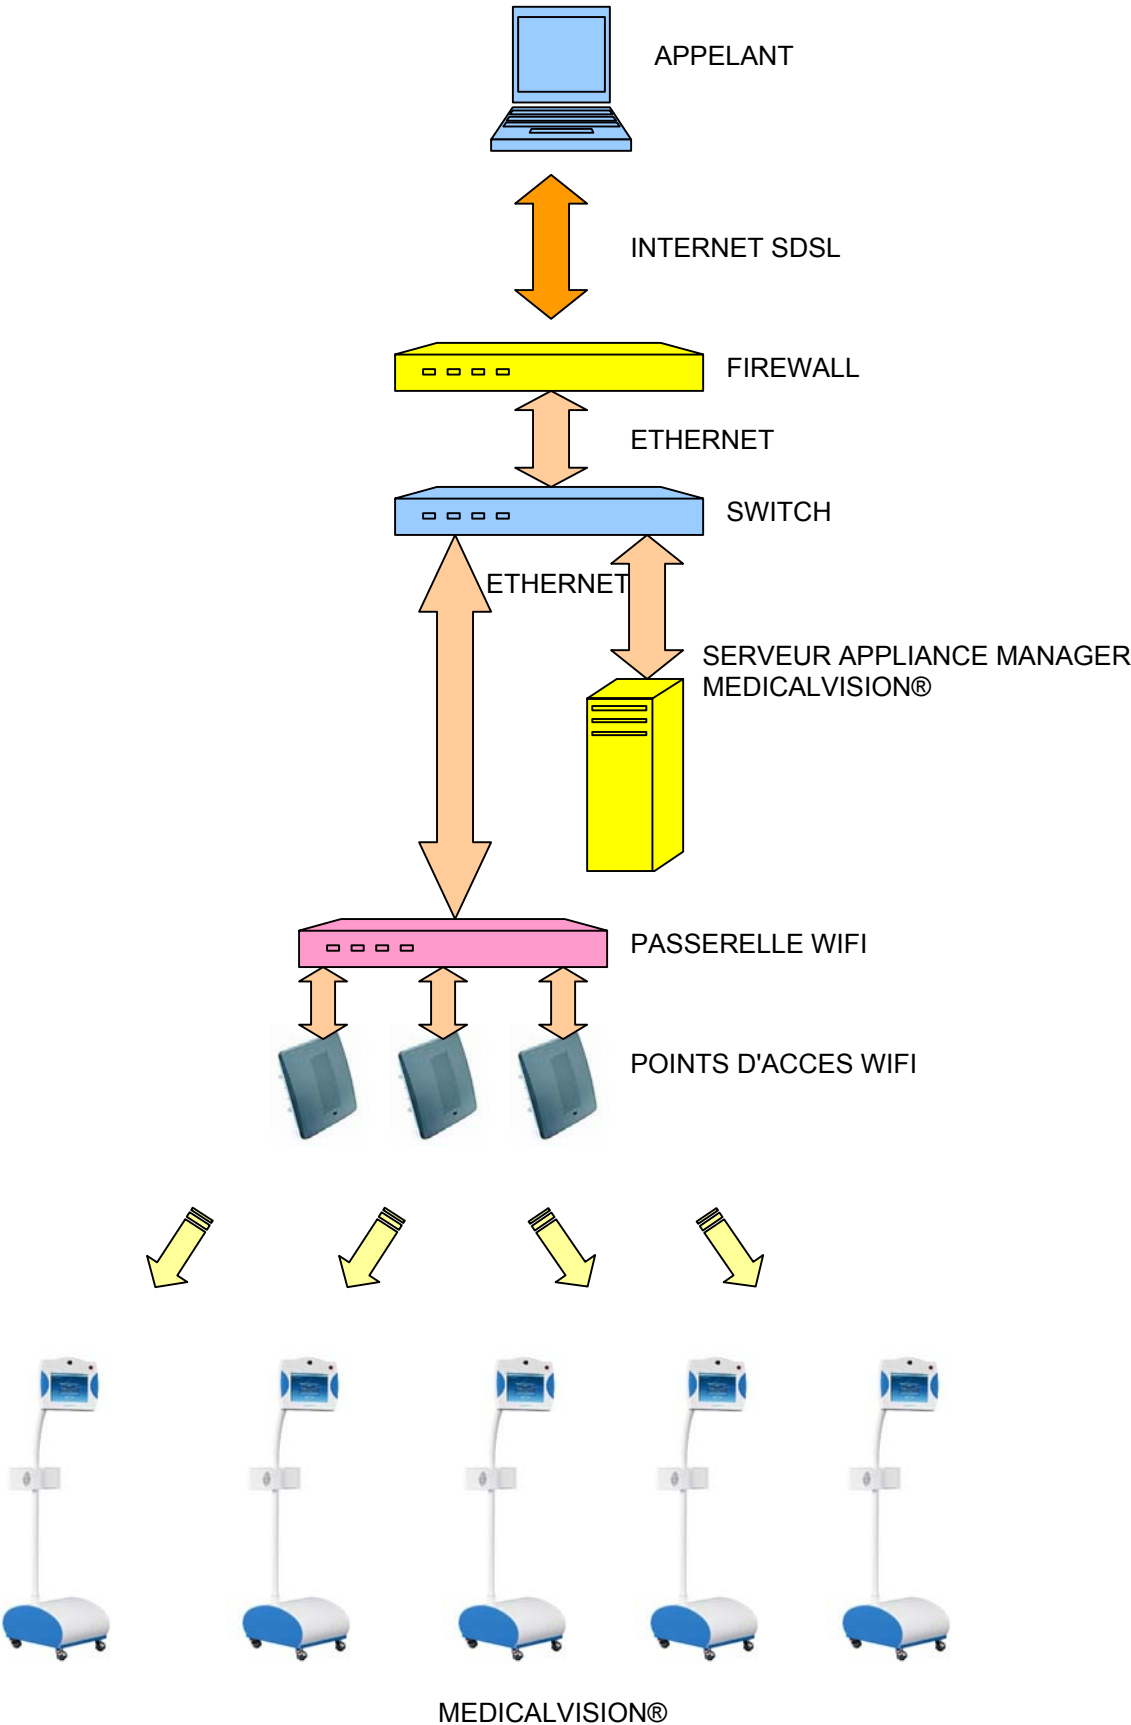 APPELANT
INTERNET SDSL
FIREWALL
ETHERNET
SWITCH
ETHERNET
SERVEUR APPLIANCE MANAGER
MEDICALVISION®
PASSERELLE WIFI
POINTS D'ACCES WIFI
MEDICALVISION®